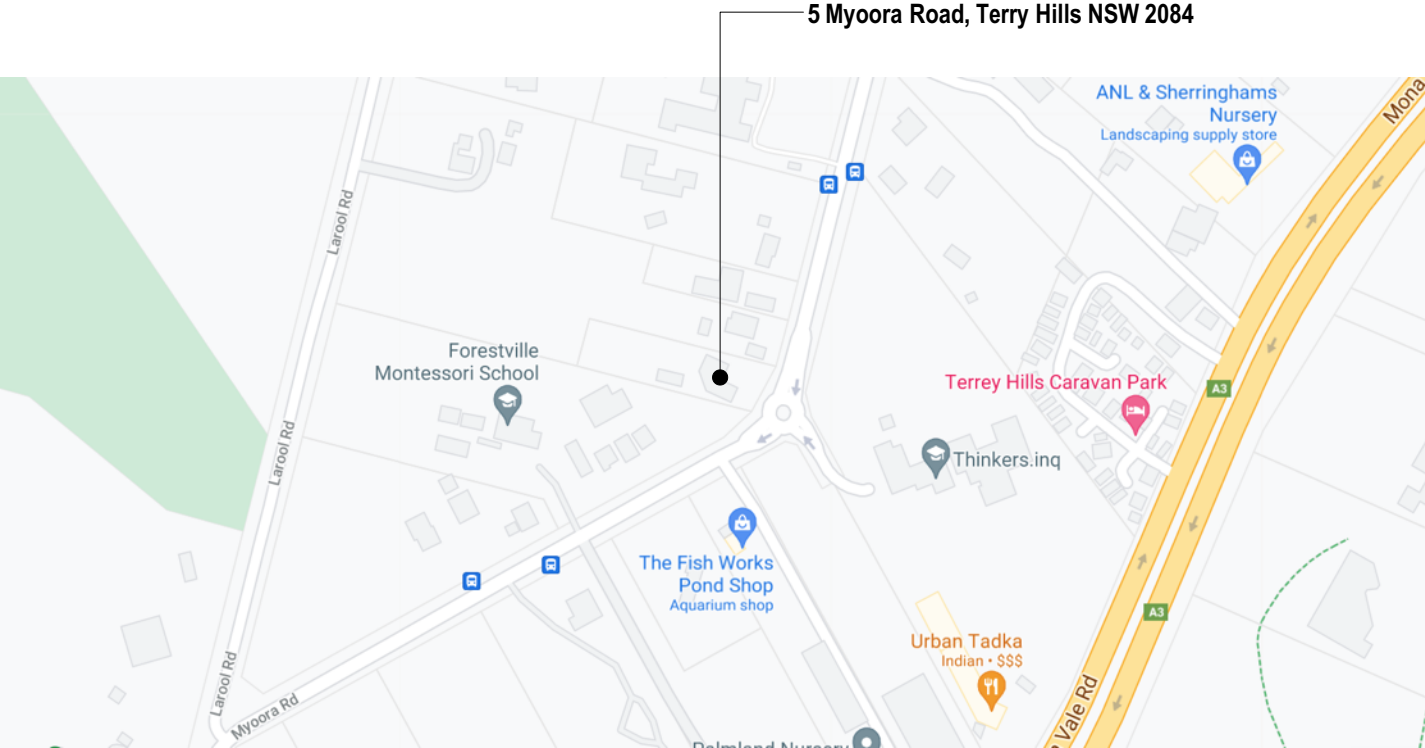 5 Myoora Road, Terry Hills NSW 2084
ANL & Sherringhams
Nursery
Landscaping supply store
Mona
Larool Rd
Forestville
Montessori School
Terrey Hills Caravan Park
A3
Larool Rd
Thinkers.inq
The Fish Works
Pond Shop
Aquarium shop
A3
Urban Tadka
Indian • $$$
Larool Rd
Myoora Rd
Vale Rd
Palmland Nursery